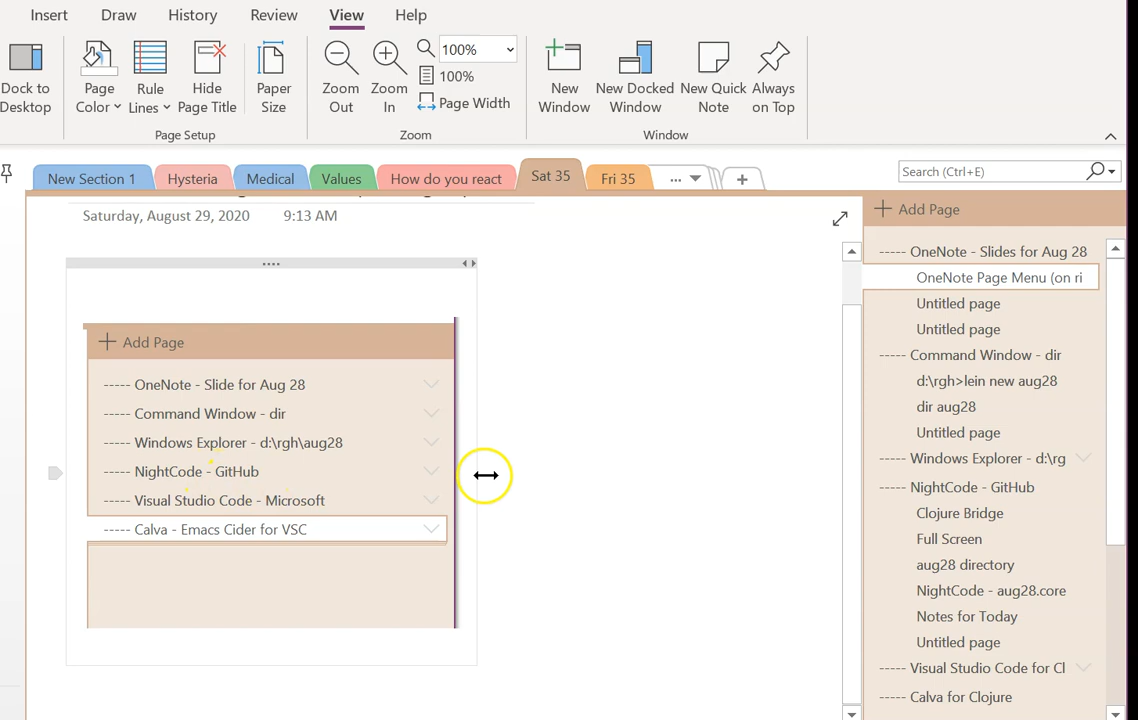 Insert Draw History Review View Help
Dock to Desktop
Page Color
Rule Lines
Hide Page Title
Paper Size
Zoom Out
Zoom In
100%
100%
Page Width
New Window
New Docked Window
New Quick Note
Always on Top
Page Setup
Zoom
Window
New Section 1 Hysteria Medical Values How do you react Sat 35 Fri 35 ...
Search (Ctrl+E)
Saturday, August 29, 2020 9:13 AM
Add Page
----- OneNote - Slide for Aug 28
----- Command Window - dir
----- Windows Explorer - d:\rgh\aug28
----- NightCode - GitHub
----- Visual Studio Code - Microsoft
----- Calva - Emacs Cider for VSC
Add Page
----- OneNote - Slides for Aug 28
OneNote Page Menu (on ri
Untitled page
Untitled page
----- Command Window - dir
d:\rgh>lein new aug28
dir aug28
Untitled page
----- Windows Explorer - d:\rg
----- NightCode - GitHub
Clojure Bridge
Full Screen
aug28 directory
NightCode - aug28.core
Notes for Today
Untitled page
----- Visual Studio Code for Cl
----- Calva for Clojure